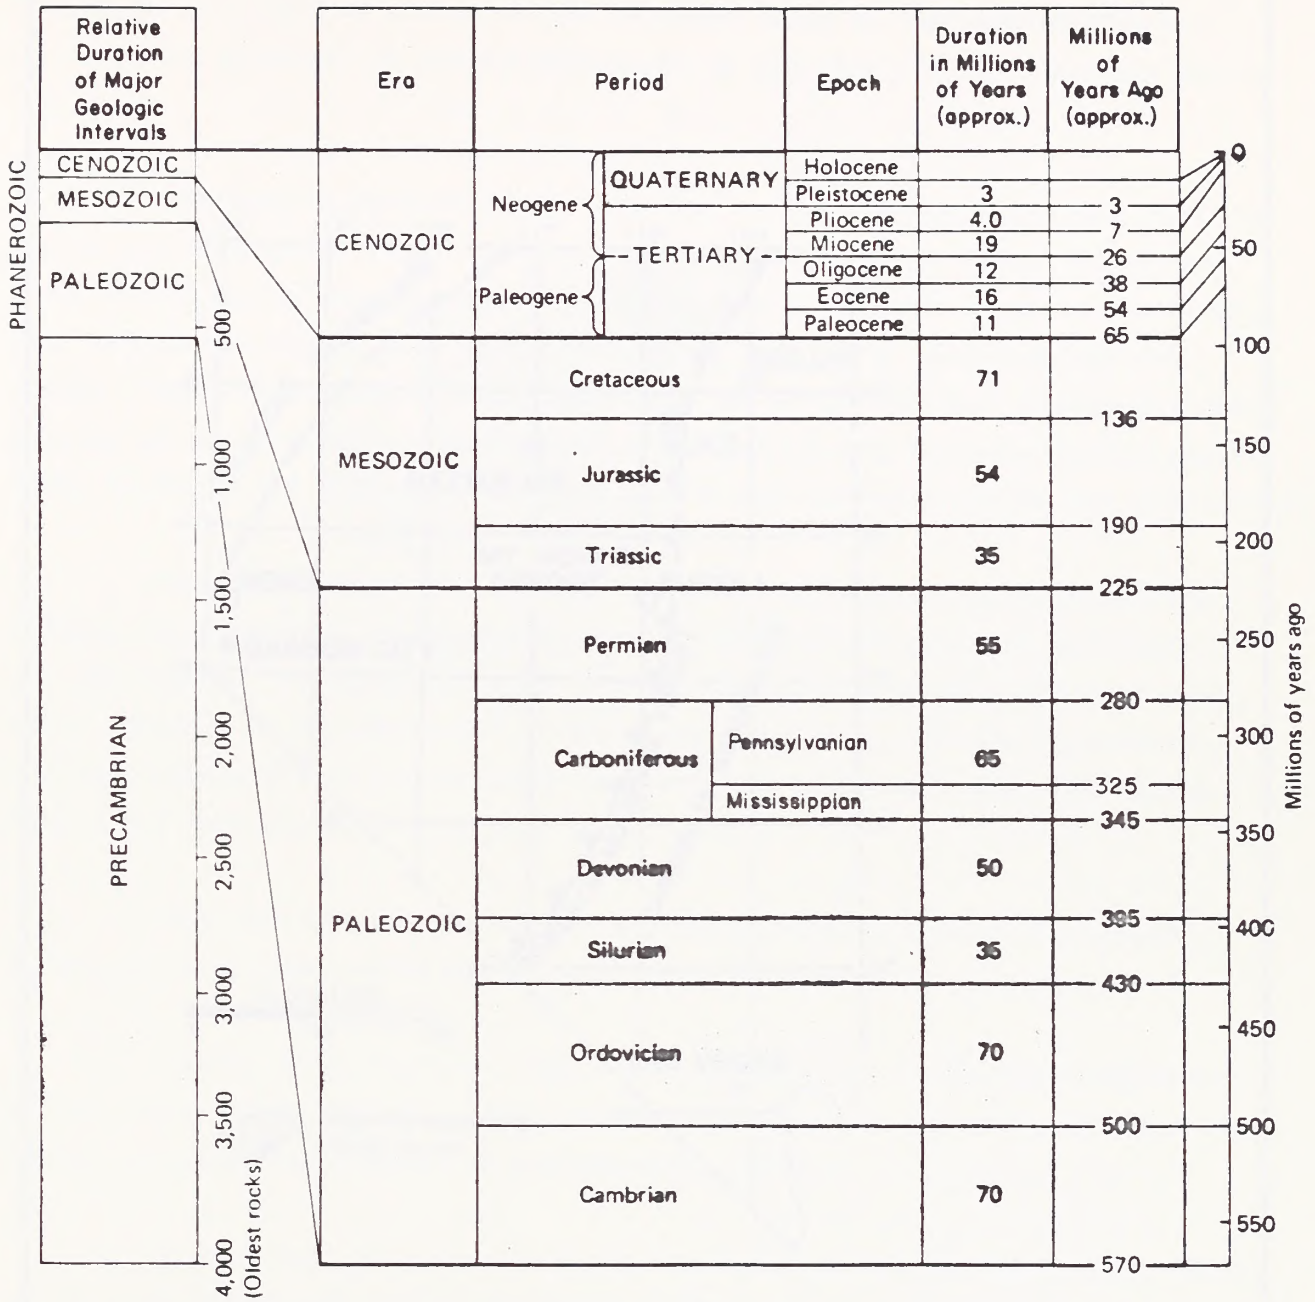 Relative
Duration
of Major
Geologic
Intervals
Era
Period
Epoch
Duration
in Millions
of Years
(approx.)
Millions
of
Years Ago
(approx.)
PHANEROZOIC
CENOZOIC
MESOZOIC
PALEOZOIC
PRECAMBRIAN
500
1,000
1,500
2,000
2,500
3,000
3,500
4,000
(Oldest rocks)
CENOZOIC
Neogene
Paleogene
QUATERNARY
TERTIARY
Holocene
Pleistocene 3
3
Pliocene 4.0
7
Miocene 19
26
Oligocene 12
38
Eocene 16
54
Paleocene 11
65
MESOZOIC
Cretaceous 71
136
Jurassic 54
190
Triassic 35
225
PALEOZOIC
Permian 55
280
Carboniferous
Pennsylvanian
65
325
Mississippian
345
Devonian 50
395
Silurian 35
430
Ordovician 70
500
Cambrian 70
570
0
50
100
150
200
250
300
350
400
450
500
550
Millions of years ago